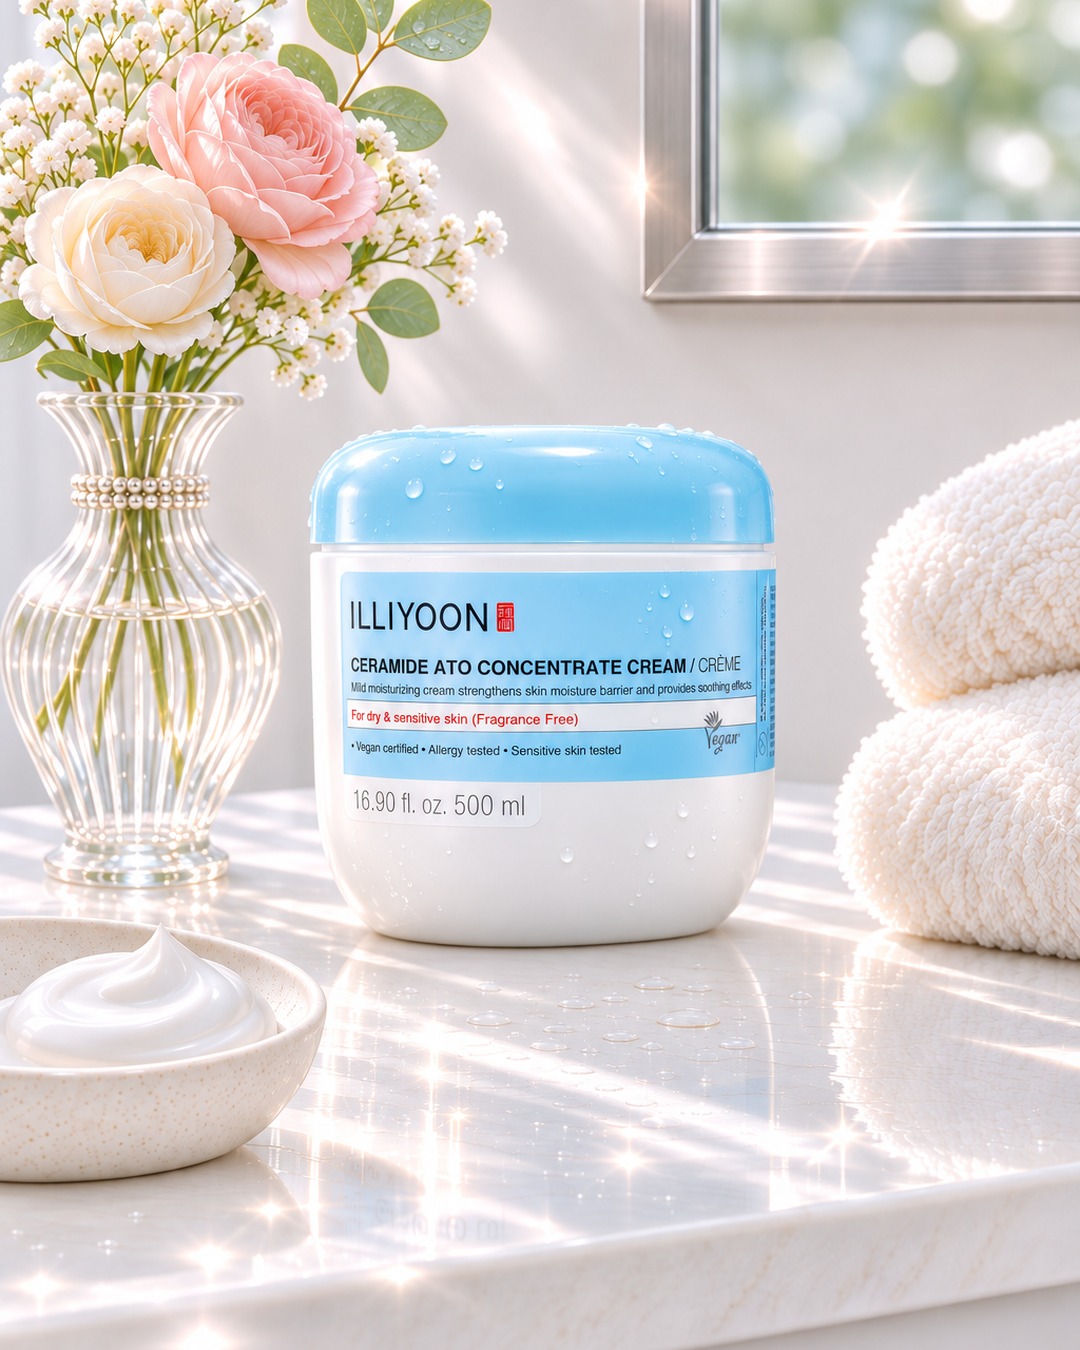 ILLIYOON
CERAMIDE ATO CONCENTRATE CREAM / CRÈME
Mild moisturizing cream strengthens skin moisture barrier and provides soothing effects
For dry & sensitive skin (Fragrance Free)
Vegan
• Vegan certified • Allergy tested • Sensitive skin tested
16.90 fl. oz. 500 ml